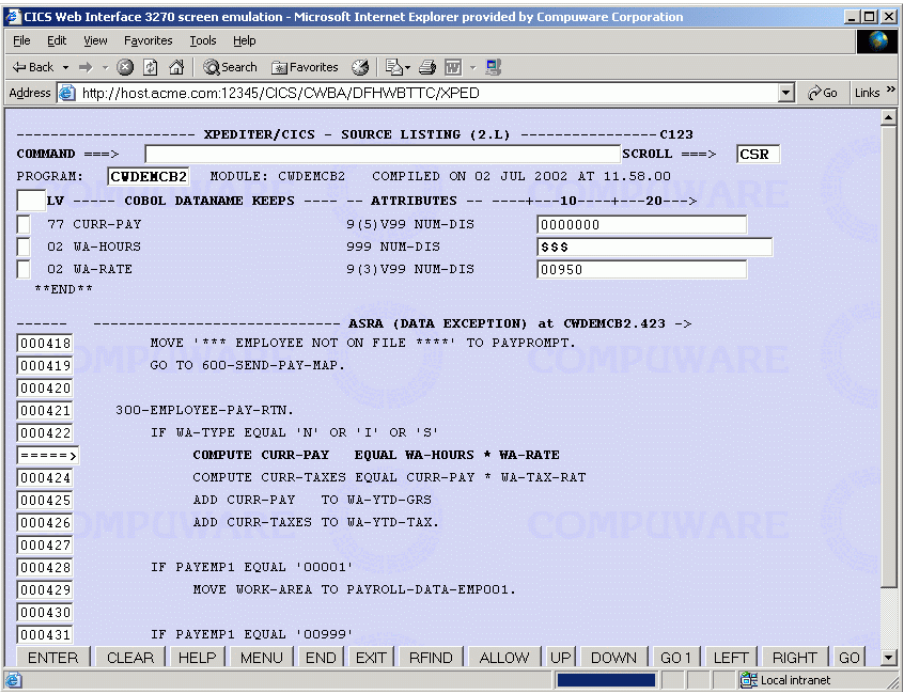 CICS Web Interface 3270 screen emulation - Microsoft Internet Explorer provided by Compuware Corporation
File Edit View Favorites Tools Help
Back Search Favorites
Address http://host.acme.com:12345/CICS/CWBA/DFHWBTTC/XPED Go Links »
---------------------- XPEDITER/CICS - SOURCE LISTING (2.L) -----------------C123
COMMAND ===> SCROLL ===> CSR
PROGRAM: CWDEMCB2 MODULE: CWDEMCB2 COMPILED ON 02 JUL 2002 AT 11.58.00
LV ----- COBOL DATANAME KEEPS ----- -- ATTRIBUTES -- ----+---10----+---20--->
77 CURR-PAY 9(5)V99 NUM-DIS 0000000
02 WA-HOURS 999 NUM-DIS $$$
02 WA-RATE 9(3)V99 NUM-DIS 00950
**END**
------ ------------------------------ ASRA (DATA EXCEPTION) at CWDEMCB2.423 ->
000418 MOVE '*** EMPLOYEE NOT ON FILE ****' TO PAYPROMPT.
000419 GO TO 600-SEND-PAY-MAP.
000420
000421 300-EMPLOYEE-PAY-RTN.
000422 IF WA-TYPE EQUAL 'N' OR 'I' OR 'S'
=====> COMPUTE CURR-PAY EQUAL WA-HOURS * WA-RATE
000424 COMPUTE CURR-TAXES EQUAL CURR-PAY * WA-TAX-RAT
000425 ADD CURR-PAY TO WA-YTD-GRS
000426 ADD CURR-TAXES TO WA-YTD-TAX.
000427
000428 IF PAYEMP1 EQUAL '00001'
000429 MOVE WORK-AREA TO PAYROLL-DATA-EMP001.
000430
000431 IF PAYEMP1 EQUAL '00999'
ENTER CLEAR HELP MENU END EXIT RFIND ALLOW UP DOWN GO 1 LEFT RIGHT GO
Local intranet